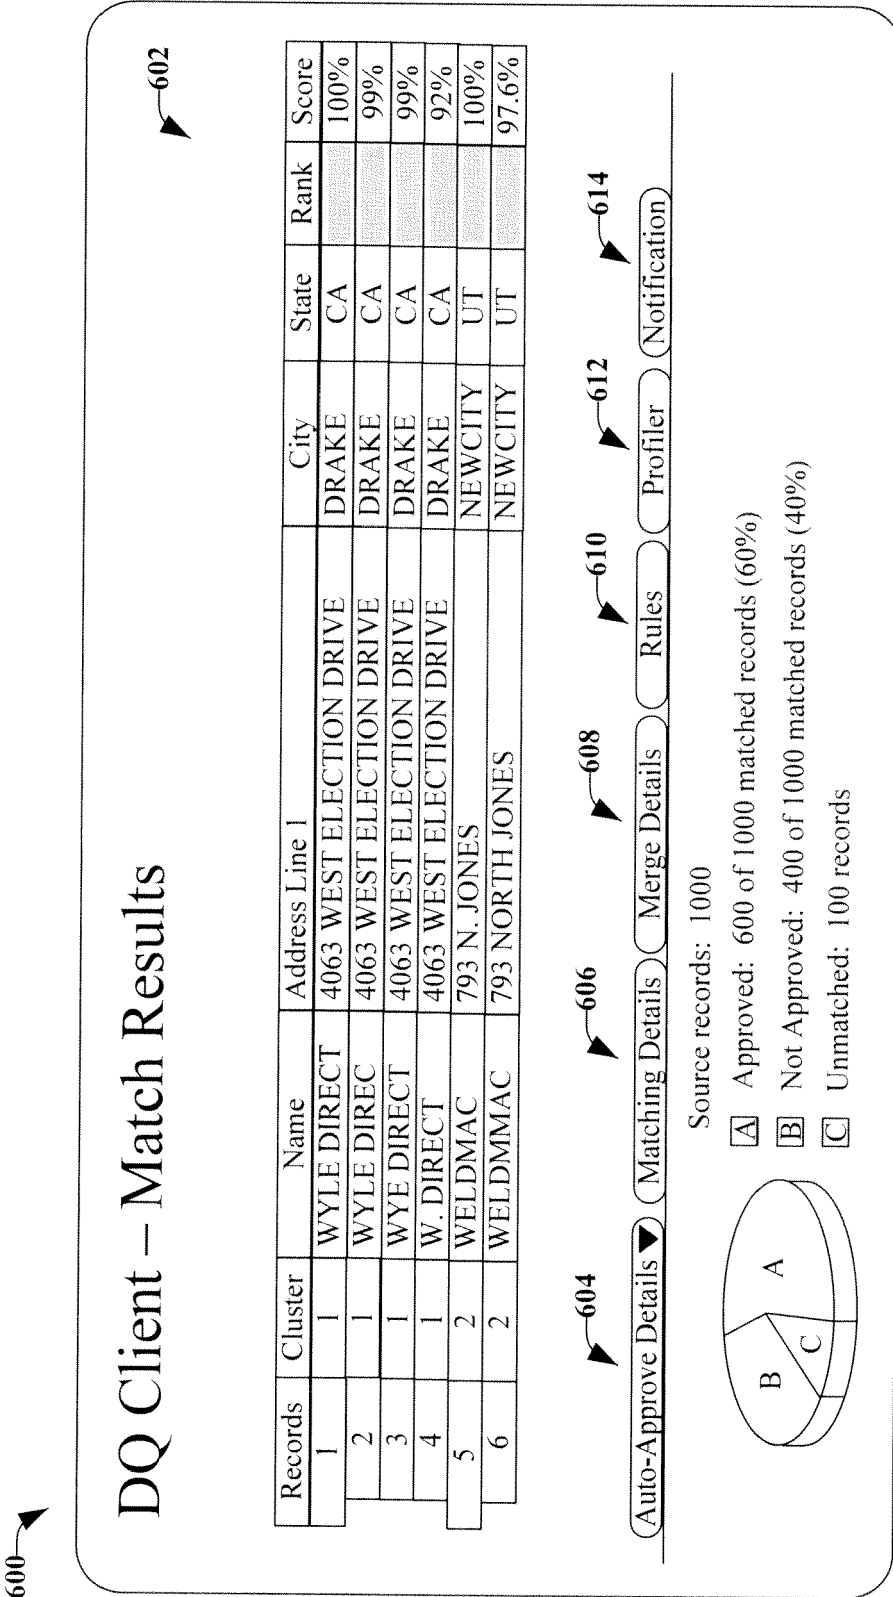 600
602
DQ Client – Match Results
Records Cluster Name Address Line 1 City State Rank Score
1 1 WYLE DIRECT 4063 WEST ELECTION DRIVE DRAKE CA 100%
2 1 WYLE DIREC 4063 WEST ELECTION DRIVE DRAKE CA 99%
3 1 WYE DIRECT 4063 WEST ELECTION DRIVE DRAKE CA 99%
4 1 W. DIRECT 4063 WEST ELECTION DRIVE DRAKE CA 92%
5 2 WELDMAC 793 N. JONES NEWCITY UT 100%
6 2 WELDMMAC 793 NORTH JONES NEWCITY UT 97.6%
604 606 608 610 612 614
Auto-Approve Details Matching Details Merge Details Rules Profiler Notification
Source records: 1000
A Approved: 600 of 1000 matched records (60%)
B Not Approved: 400 of 1000 matched records (40%)
C Unmatched: 100 records
B A
C